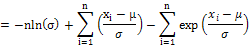 = −nln(σ) + ∑_{i=1}^{n} (x_i − μ / σ) − ∑_{i=1}^{n} exp (x_i − μ / σ)